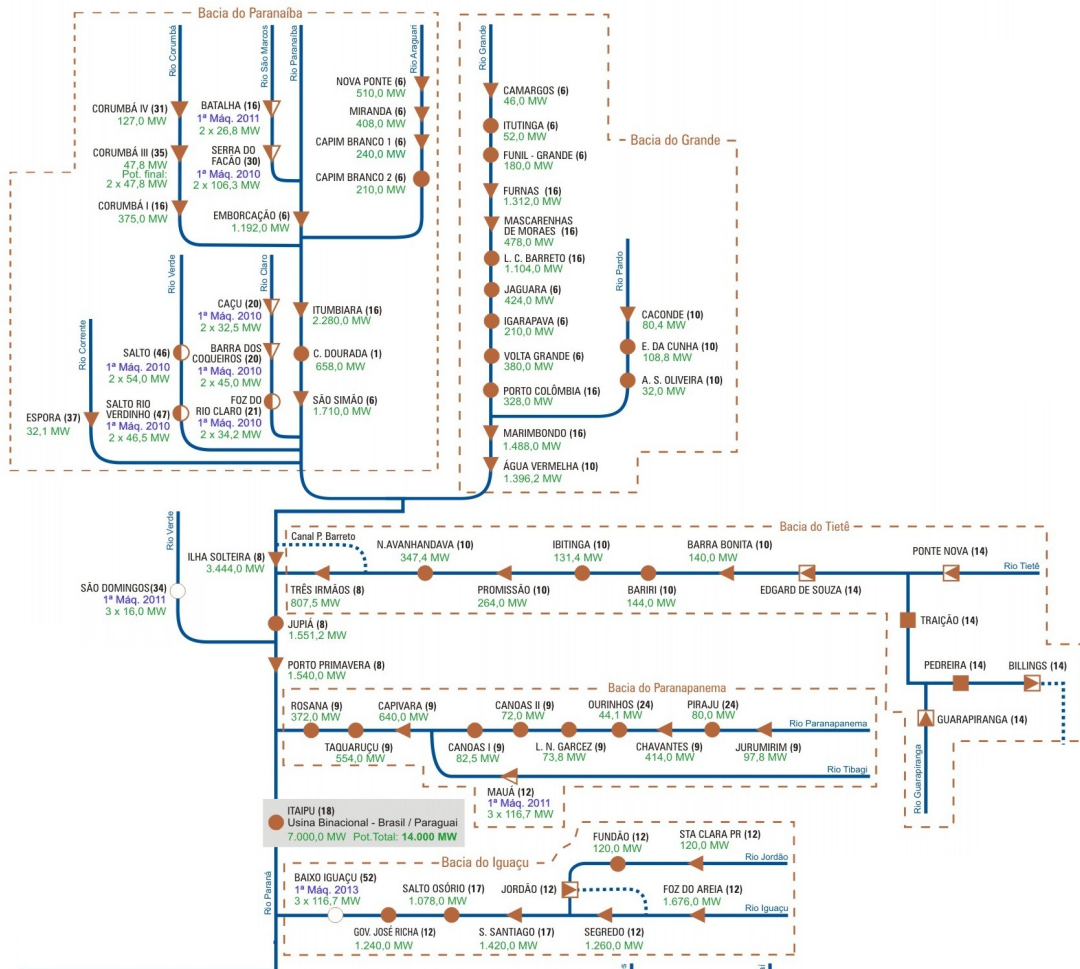 Bacia do Paranaíba
Rio Corumbá
Rio São Marcos
Rio Paranaíba
Rio Araguari
CORUMBÁ IV (31)
127,0 MW
CORUMBÁ III (35)
47,8 MW
Pot. final:
2 x 47,8 MW
CORUMBÁ I (16)
375,0 MW
BATALHA (16)
1ª Máq. 2011
2 x 26,8 MW
SERRA DO
FACÃO (30)
1ª Máq. 2010
2 x 106,3 MW
EMBORCAÇÃO (6)
1.192,0 MW
NOVA PONTE (6)
510,0 MW
MIRANDA (6)
408,0 MW
CAPIM BRANCO 1 (6)
240,0 MW
CAPIM BRANCO 2 (6)
210,0 MW
Rio Corrente
Rio Verde
Rio Claro
ESPORA (37)
32,1 MW
SALTO (46)
1ª Máq. 2010
2 x 54,0 MW
SALTO RIO
VERDINHO (47)
1ª Máq. 2010
2 x 46,5 MW
CAÇU (20)
1ª Máq. 2010
2 x 32,5 MW
BARRA DOS
COQUEIROS (20)
1ª Máq. 2010
2 x 45,0 MW
FOZ DO
RIO CLARO (21)
1ª Máq. 2010
2 x 34,2 MW
ITUMBIARA (16)
2.280,0 MW
C. DOURADA (1)
658,0 MW
SÃO SIMÃO (6)
1.710,0 MW
Bacia do Grande
Rio Grande
CAMARGOS (6)
46,0 MW
ITUTINGA (6)
52,0 MW
FUNIL - GRANDE (6)
180,0 MW
FURNAS (16)
1.312,0 MW
MASCARENHAS
DE MORAES (16)
478,0 MW
L. C. BARRETO (16)
1.104,0 MW
JAGUARA (6)
424,0 MW
IGARAPAVA (6)
210,0 MW
VOLTA GRANDE (6)
380,0 MW
PORTO COLÔMBIA (16)
328,0 MW
MARIMBONDO (16)
1.488,0 MW
ÁGUA VERMELHA (10)
1.396,2 MW
Rio Pardo
CACONDE (10)
80,4 MW
E. DA CUNHA (10)
108,8 MW
A. S. OLIVEIRA (10)
32,0 MW
Rio Verde
SÃO DOMINGOS(34)
1ª Máq. 2011
3 x 16,0 MW
ILHA SOLTEIRA (8)
3.444,0 MW
JUPIÁ (8)
1.551,2 MW
PORTO PRIMAVERA (8)
1.540,0 MW
Bacia do Tietê
Canal P. Barreto
N.AVANHANDAVA (10)
347,4 MW
IBITINGA (10)
131,4 MW
BARRA BONITA (10)
140,0 MW
PONTE NOVA (14)
Rio Tietê
TRÊS IRMÃOS (8)
807,5 MW
PROMISSÃO (10)
264,0 MW
BARIRI (10)
144,0 MW
EDGARD DE SOUZA (14)
TRAIÇÃO (14)
PEDREIRA (14)
BILLINGS (14)
GUARAPIRANGA (14)
Rio Guarapiranga
Bacia do Paranapanema
ROSANA (9)
372,0 MW
CAPIVARA (9)
640,0 MW
CANOAS II (9)
72,0 MW
OURINHOS (24)
44,1 MW
PIRAJU (24)
80,0 MW
Rio Paranapanema
TAQUARUÇU (9)
554,0 MW
CANOAS I (9)
82,5 MW
L. N. GARCEZ (9)
73,8 MW
CHAVANTES (9)
414,0 MW
JURUMIRIM (9)
97,8 MW
Rio Tibagi
MAUÁ (12)
1ª Máq. 2011
3 x 116,7 MW
ITAIPU (18)
Usina Binacional - Brasil / Paraguai
7.000,0 MW Pot.Total: 14.000 MW
Rio Paraná
Bacia do Iguaçu
FUNDÃO (12)
120,0 MW
STA CLARA PR (12)
120,0 MW
Rio Jordão
BAIXO IGUAÇU (52)
1ª Máq. 2013
3 x 116,7 MW
SALTO OSÓRIO (17)
1.078,0 MW
JORDÃO (12)
FOZ DO AREIA (12)
1.676,0 MW
Rio Iguaçu
GOV. JOSÉ RICHA (12)
1.240,0 MW
S. SANTIAGO (17)
1.420,0 MW
SEGREDO (12)
1.260,0 MW